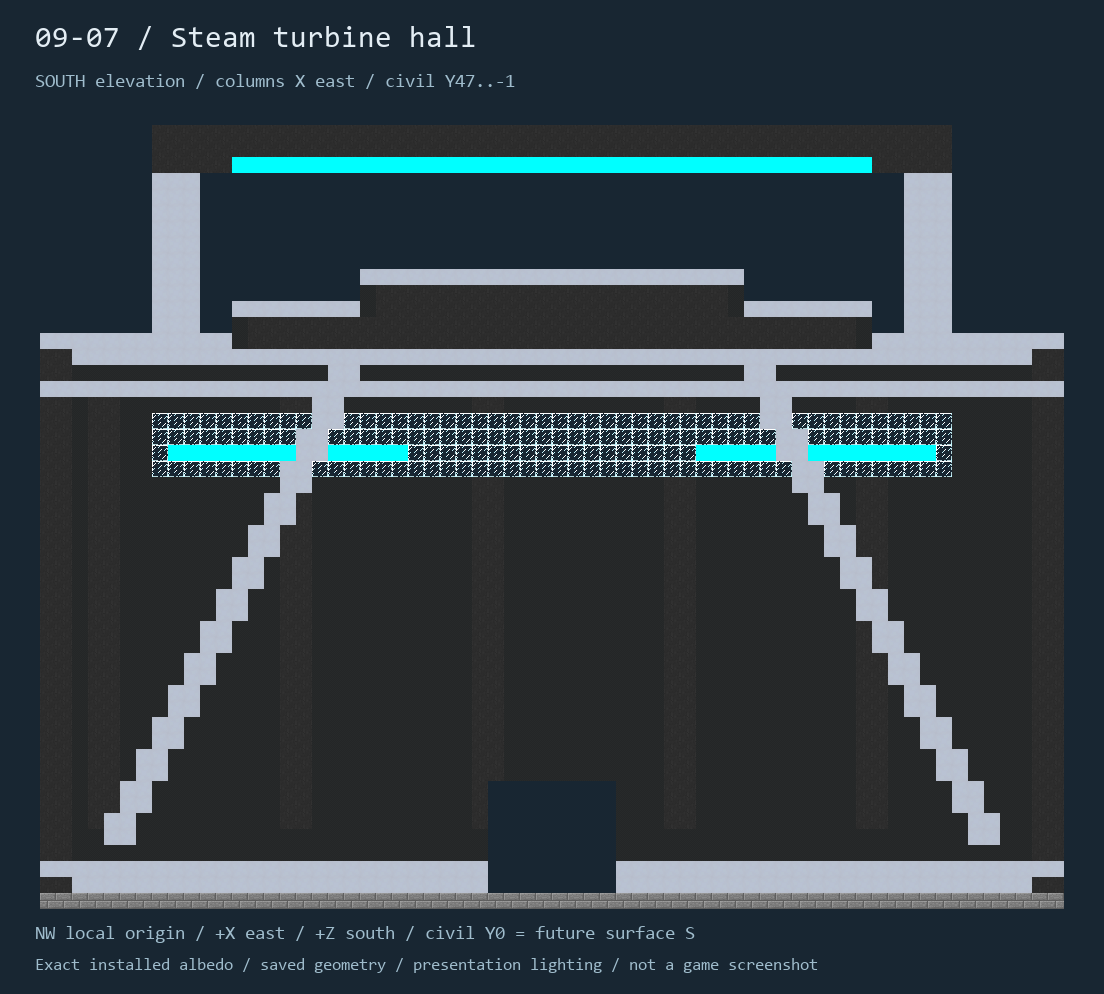 09-07 / Steam turbine hall
SOUTH elevation / columns X east / civil Y47..-1
NW local origin / +X east / +Z south / civil Y0 = future surface S
Exact installed albedo / saved geometry / presentation lighting / not a game screenshot